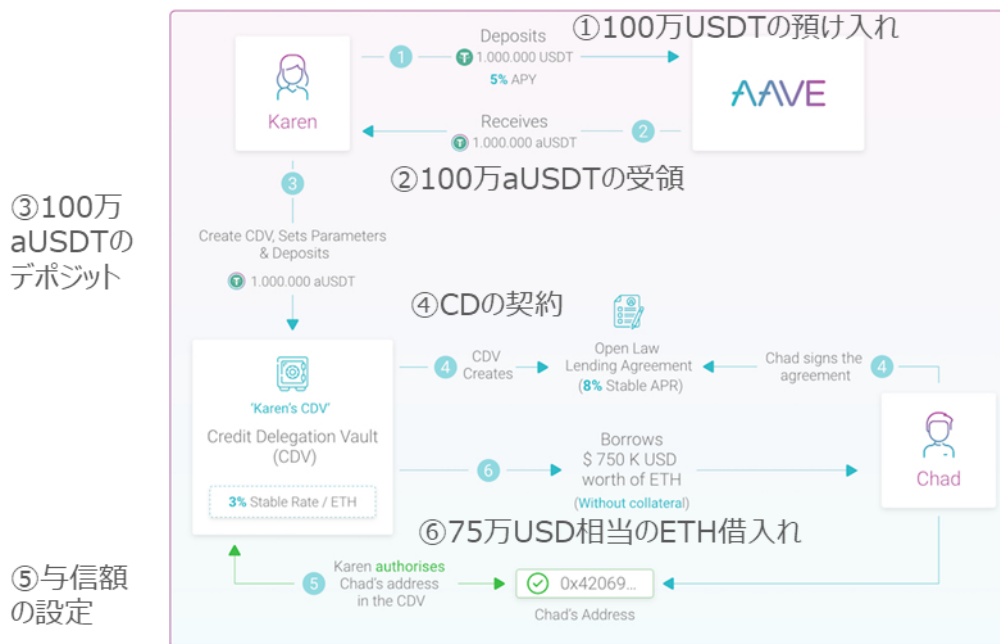 ①100万USDTの預け入れ
Deposits
1
T 1.000.000 USDT
5% APY
AAVE
Karen
Receives
2
T 1.000.000 aUSDT
②100万aUSDTの受領
3
③100万
aUSDTの
デポジット
Create CDV, Sets Parameters
& Deposits
T 1.000.000 aUSDT
④CDの契約
4
CDV
Creates
Open Law
Lending Agreement
(8% Stable APR)
Chad signs the
agreement
4
'Karen's CDV'
Credit Delegation Vault
(CDV)
3% Stable Rate / ETH
6
Borrows
$ 750 K USD
worth of ETH
(Without collateral)
Chad
⑥75万USD相当のETH借入れ
⑤与信額
の設定
5
Karen authorises
Chad's address
in the CDV
0x42069...
Chad's Address